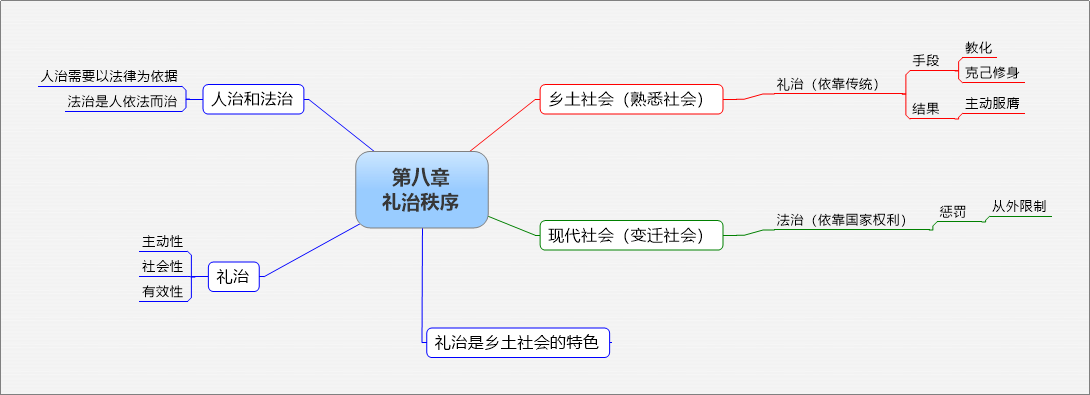 第八章
礼治秩序
人治和法治
人治需要以法律为依据
法治是人依法而治
礼治
主动性
社会性
有效性
礼治是乡土社会的特色
乡土社会（熟悉社会）
礼治（依靠传统）
手段
教化
克己修身
结果
主动服膺
现代社会（变迁社会）
法治（依靠国家权利）
惩罚
从外限制